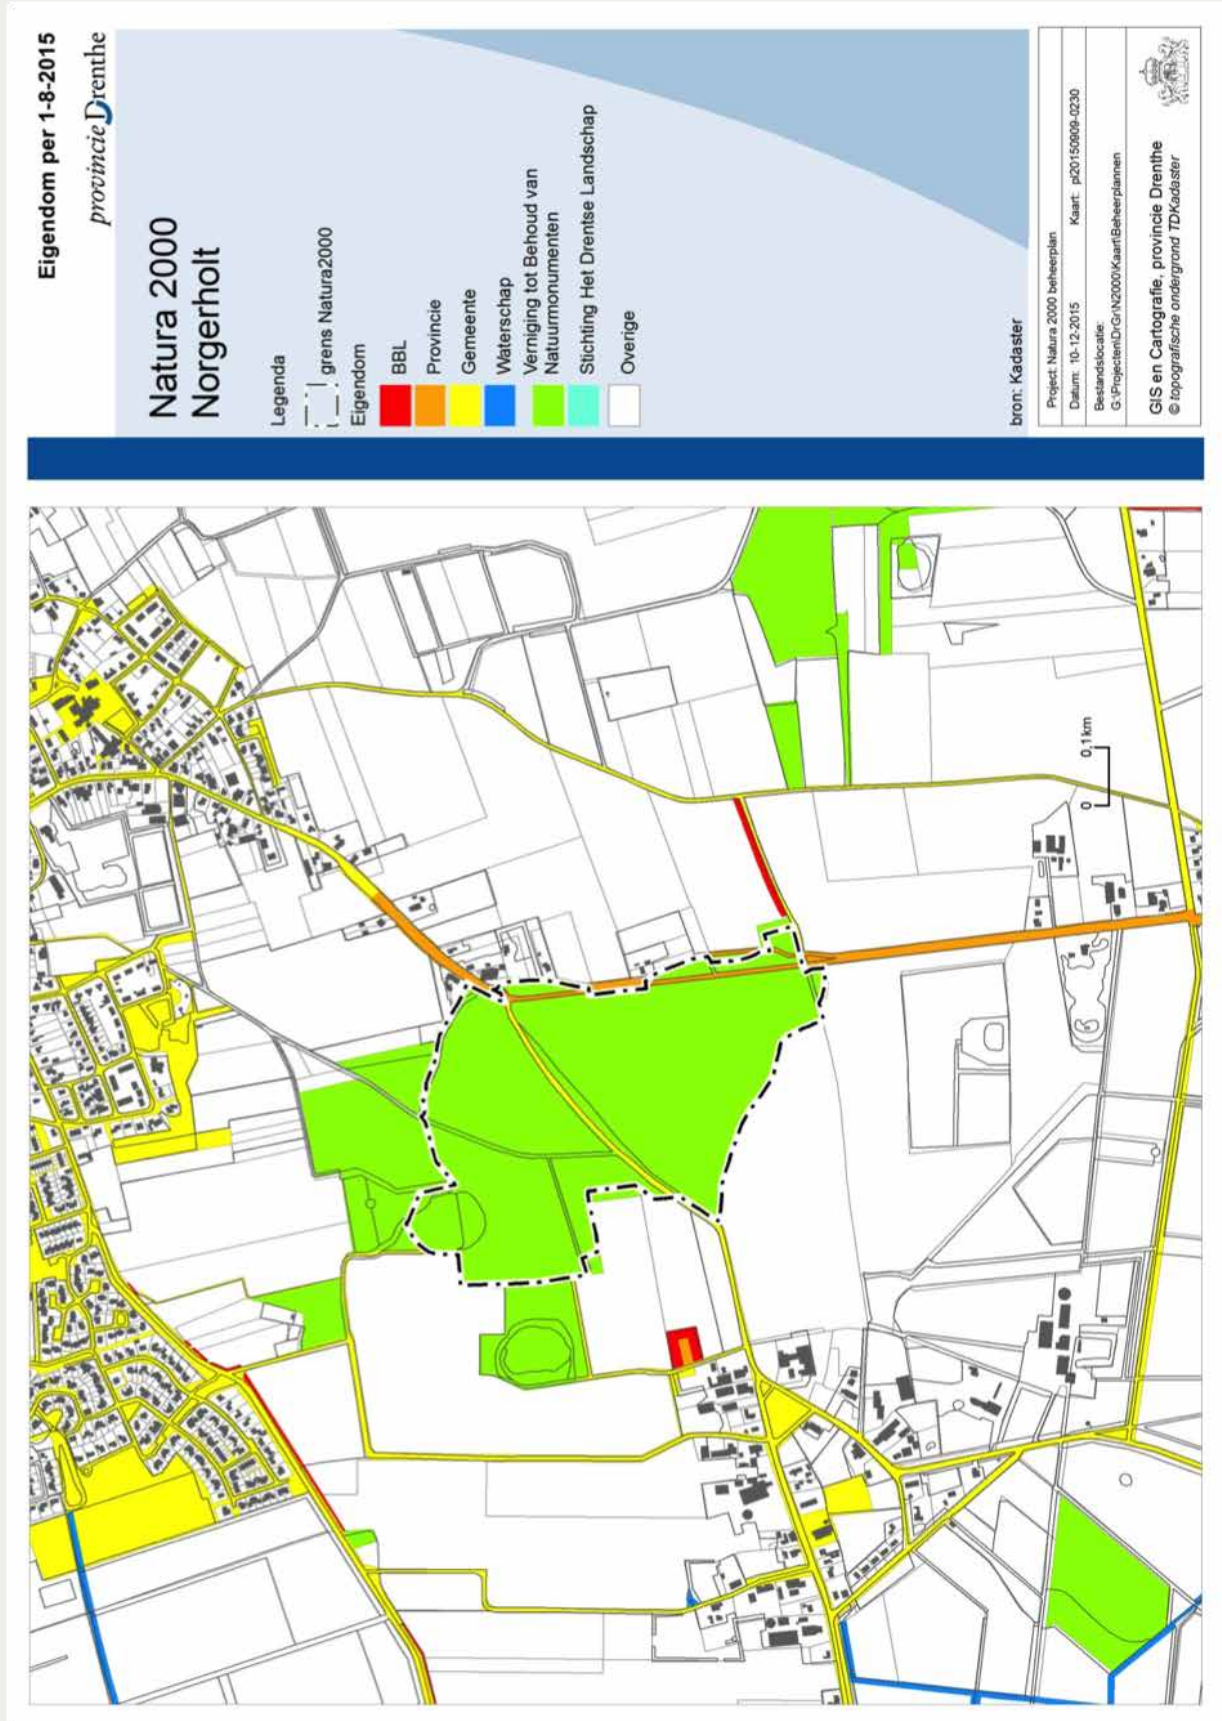 Eigendom per 1-8-2015
provincie Drenthe
Natura 2000
Norgerholt
Legenda
grens Natura2000
Eigendom
BBL
Provincie
Gemeente
Waterschap
Verniging tot Behoud van
Natuurmonumenten
Stichting Het Drentse Landschap
Overige
bron: Kadaster
Project: Natura 2000 beheerplan
Datum: 10-12-2015 Kaart: pl20150909-0230
Bestandslocatie:
G:\Projecten\DrGr\N2000\Kaart\Beheerplannen
GIS en Cartografie, provincie Drenthe
© topografische ondergrond TDKadaster
0 0,1 km